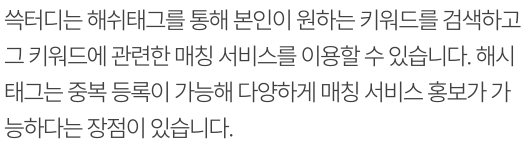 쓱터디는 해쉬태그를 통해 본인이 원하는 키워드를 검색하고
그 키워드에 관련한 매칭 서비스를 이용할 수 있습니다. 해시
태그는 중복 등록이 가능해 다양하게 매칭 서비스 홍보가 가
능하다는 장점이 있습니다.